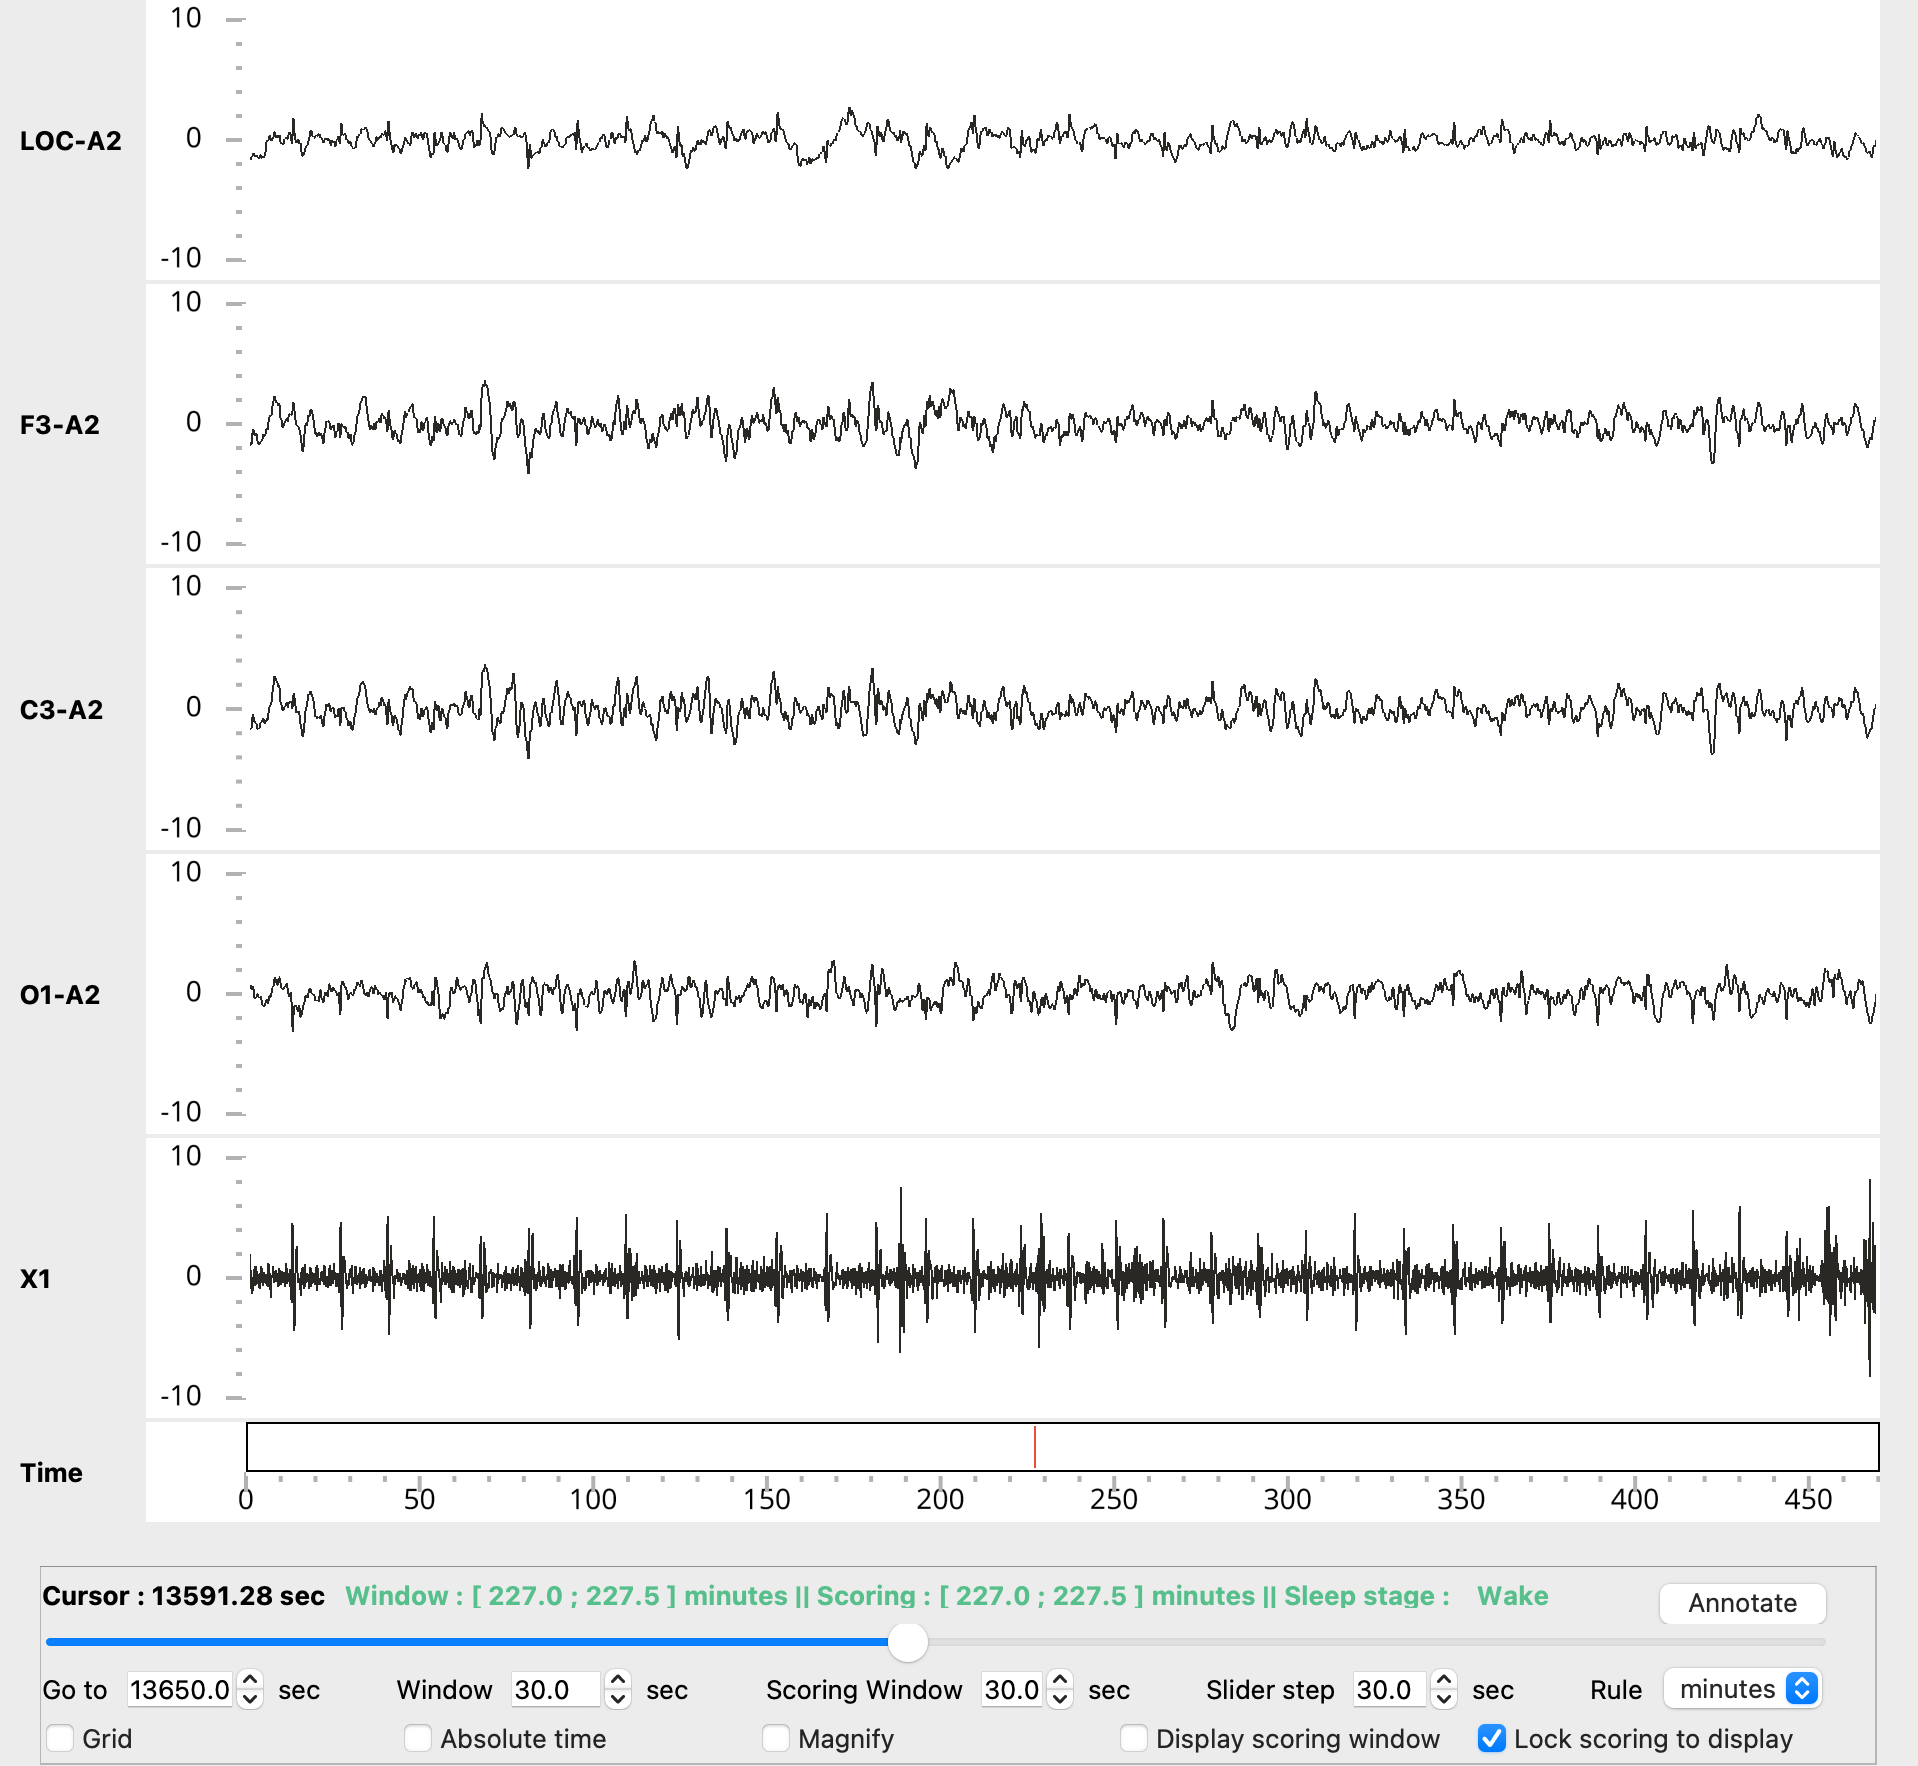 10
LOC-A2
0
-10
10
F3-A2
0
-10
10
C3-A2
0
-10
10
O1-A2
0
-10
10
X1
0
-10
Time
0 50 100 150 200 250 300 350 400 450
Cursor : 13591.28 sec Window : [ 227.0 ; 227.5 ] minutes || Scoring : [ 227.0 ; 227.5 ] minutes || Sleep stage : Wake Annotate
Go to 13650.0 sec Window 30.0 sec Scoring Window 30.0 sec Slider step 30.0 sec Rule minutes
Grid Absolute time Magnify Display scoring window Lock scoring to display